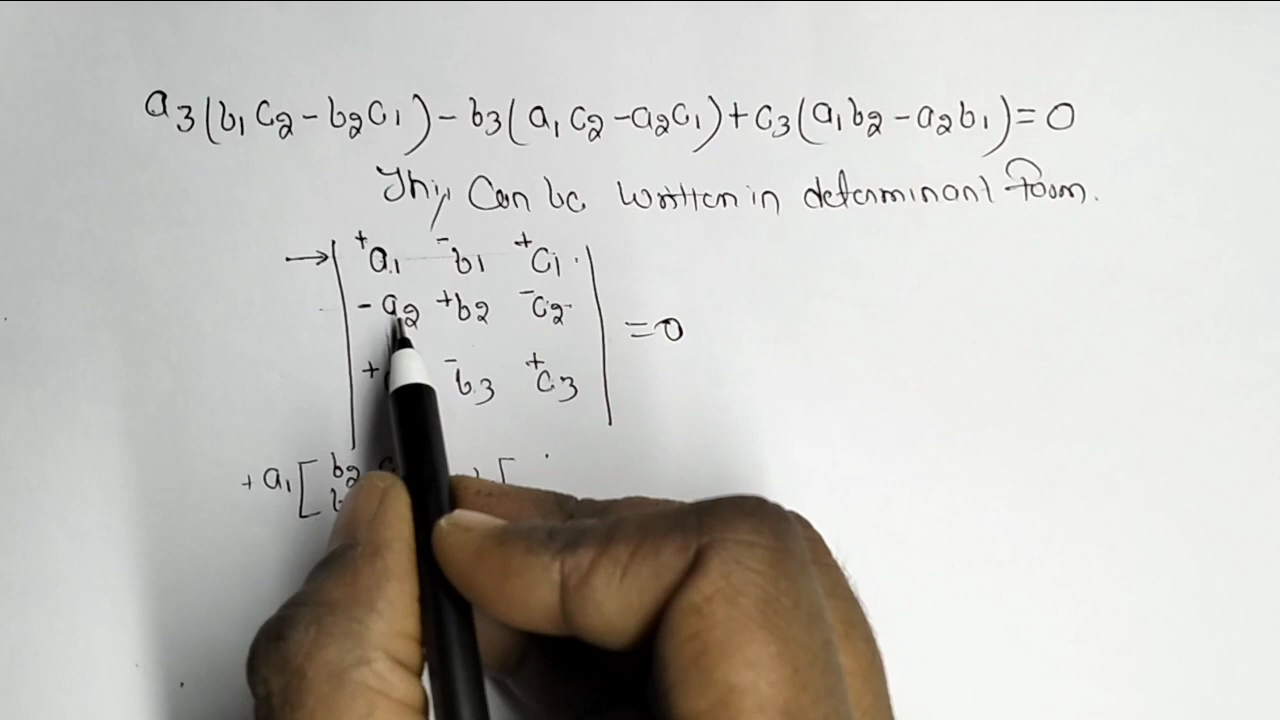 a3(b1c2-b2c1)-b3(a1c2-a2c1)+c3(a1b2-a2b1)=0
This can be written in determinant form.
→ | +a1 -b1 +c1 |
| -a2 +b2 -c2 | =0
| + -b3 +c3 |
+a1[ b2